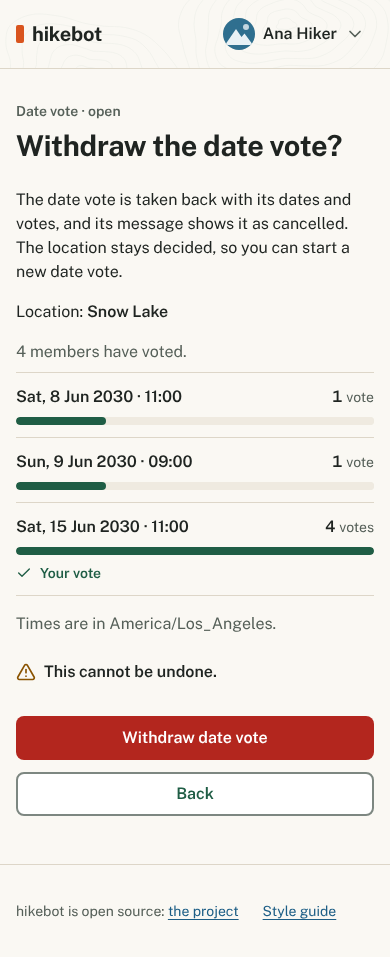 hikebot
Ana Hiker
Date vote · open
Withdraw the date vote?
The date vote is taken back with its dates and
votes, and its message shows it as cancelled.
The location stays decided, so you can start a
new date vote.
Location: Snow Lake
4 members have voted.
Sat, 8 Jun 2030 · 11:00 1 vote
Sun, 9 Jun 2030 · 09:00 1 vote
Sat, 15 Jun 2030 · 11:00 4 votes
Your vote
Times are in America/Los_Angeles.
This cannot be undone.
Withdraw date vote
Back
hikebot is open source: the project Style guide